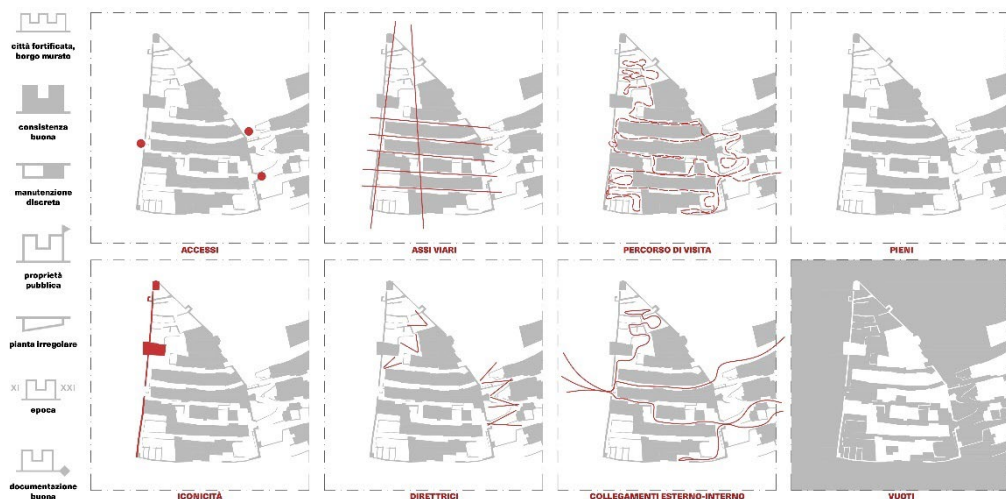 città fortificata,
borgo murato
consistenza
buona
manutenzione
discreta
proprietà
pubblica
pianta irregolare
XI XXI
epoca
documentazione
buona
ACCESSI
ASSI VIARI
PERCORSO DI VISITA
PIENI
ICONICITÀ
DIRETTRICI
COLLEGAMENTI ESTERNO-INTERNO
VUOTI